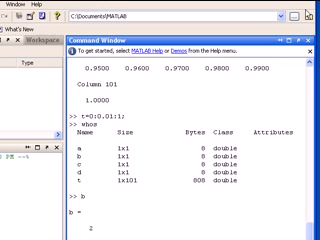 Window Help
C:\Documents\MATLAB
What's New
Workspace
Command Window
Type
To get started, select MATLAB Help or Demos from the Help menu.
0.9500 0.9600 0.9700 0.9800 0.9900
Column 101
1.0000
>> t=0:0.01:1;
>> whos
Name Size Bytes Class Attributes
a 1x1 8 double
b 1x1 8 double
c 1x1 8 double
d 1x1 8 double
t 1x101 808 double
PM --%
>> b
b =
2